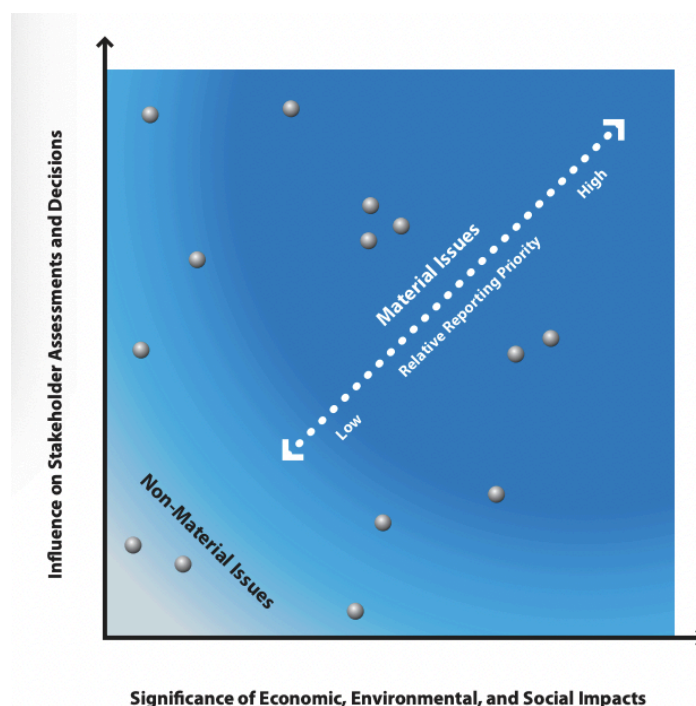 Influence on Stakeholder Assessments and Decisions
High
Material Issues
Relative Reporting Priority
Low
Non-Material Issues
Significance of Economic, Environmental, and Social Impacts